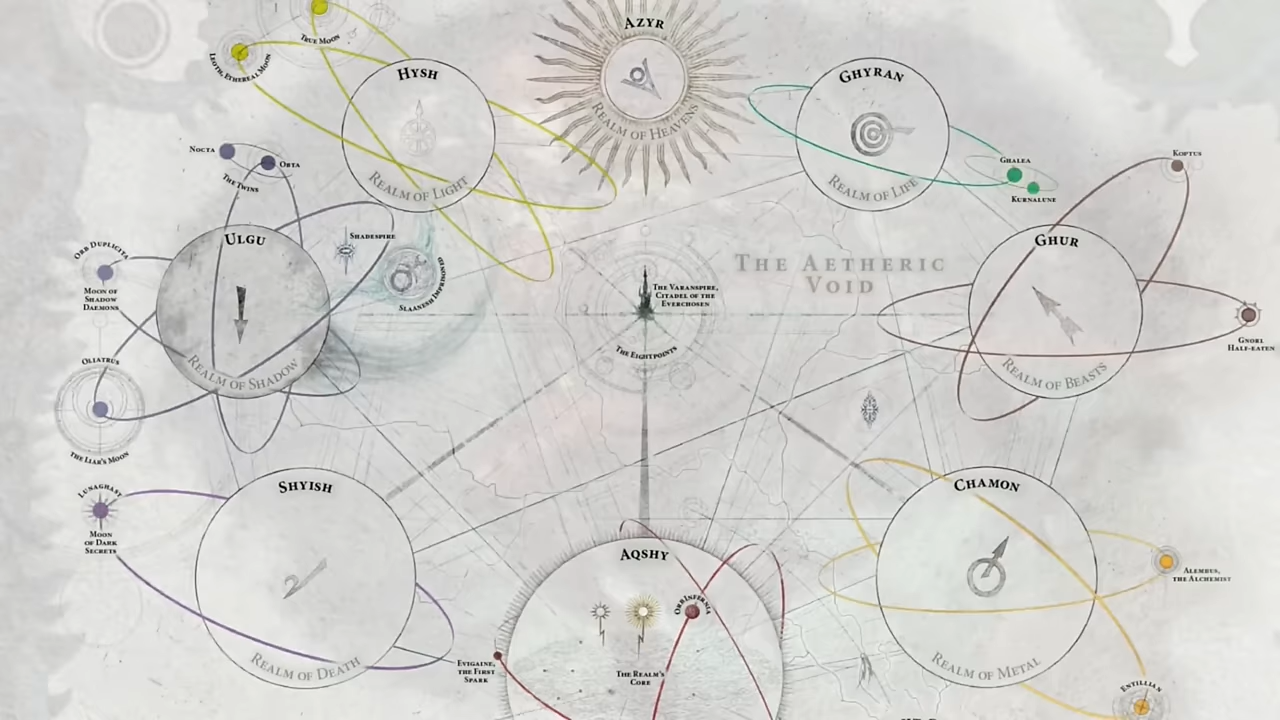 AZYR
REALM OF HEAVENS
TRUE MOON
LEOTH, ETHEREAL MOON
HYSH
REALM OF LIGHT
GHYRAN
REALM OF LIFE
GHALEA
KURNALUNE
KOPTUS
NOCTA
OBTA
THE TWINS
ULGU
REALM OF SHADOW
SHADESPIRE
SLAANESH IMPRISONED
ORB DUPLICITA
MOON OF
SHADOW
DAEMONS
THE AETHERIC
VOID
THE VARANSPIRE,
CITADEL OF THE
EVERCHOSEN
THE EIGHTPOINTS
GHUR
REALM OF BEASTS
GNORL
HALF-EATEN
OLIATRUS
THE LIAR'S MOON
LUNAGHAST
MOON
OF DARK
SECRETS
SHYISH
REALM OF DEATH
AQSHY
ORB INFERNIA
THE REALM'S
CORE
EVIGAINE,
THE FIRST
SPARK
CHAMON
REALM OF METAL
ALEMBUS,
THE ALCHEMIST
ENTILLIAN